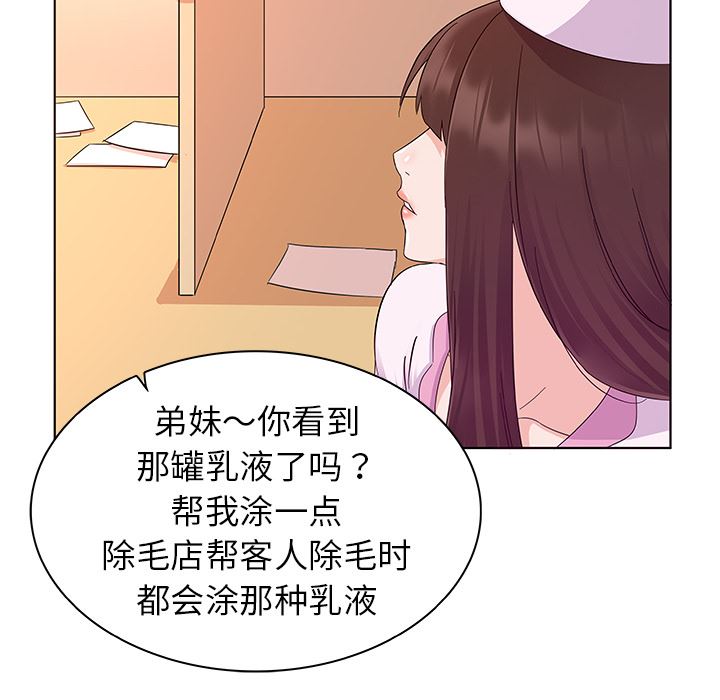 弟妹～你看到
那罐乳液了吗？
帮我涂一点
除毛店帮客人除毛时
都会涂那种乳液